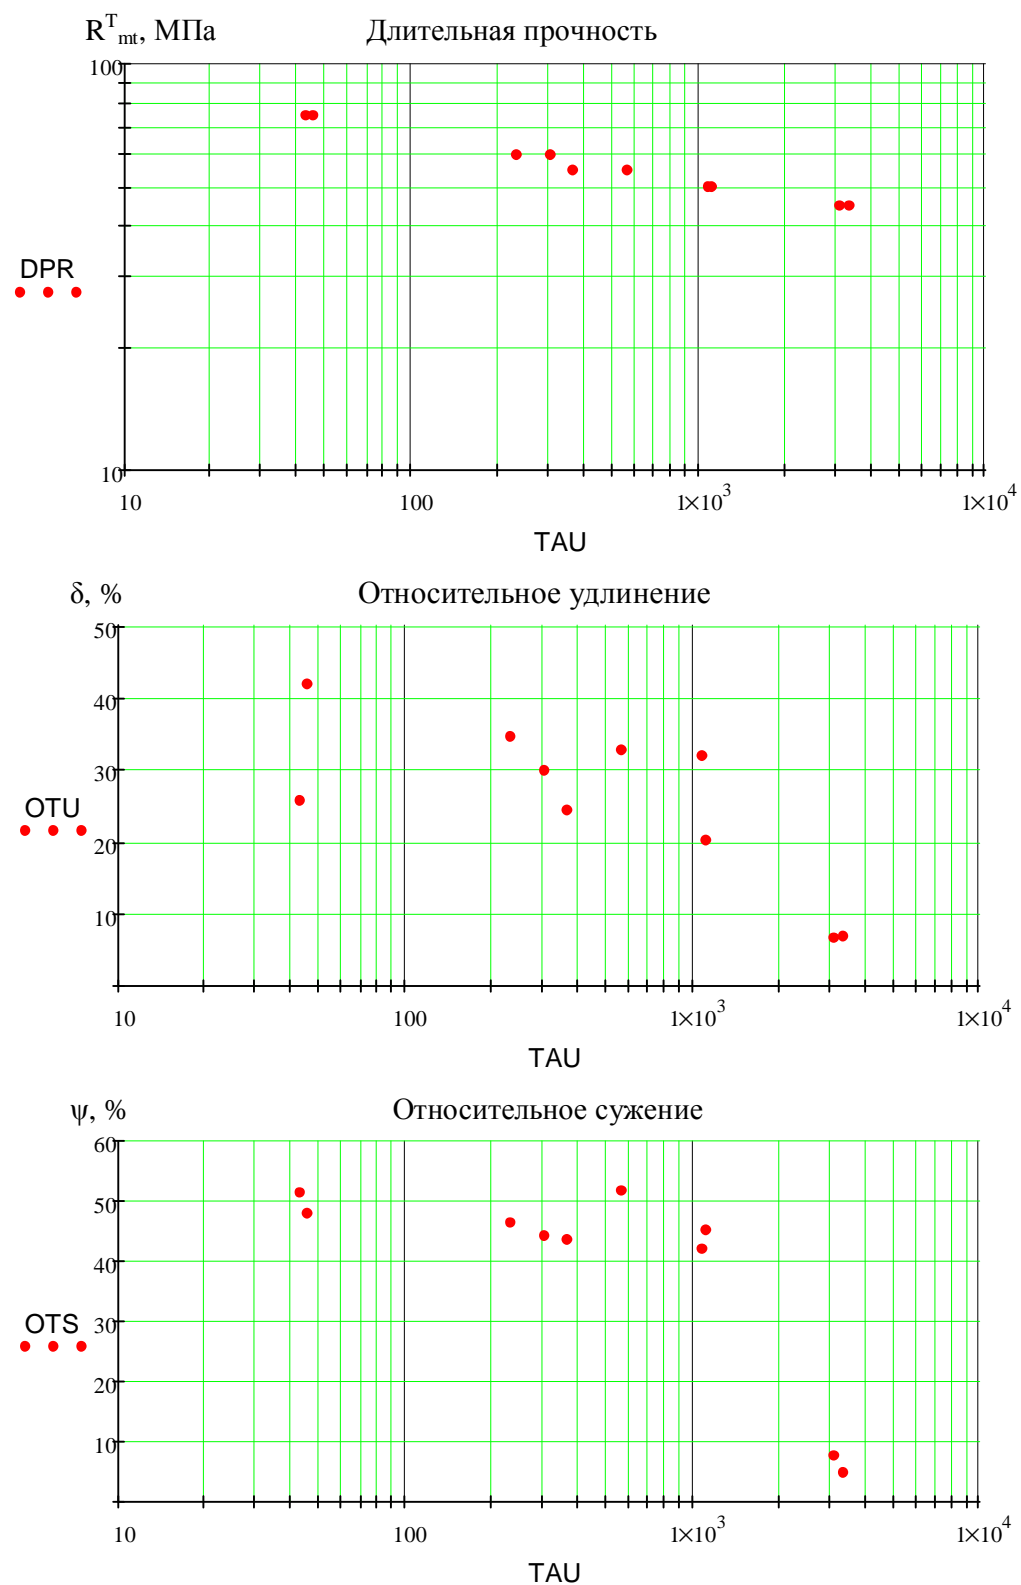 R^T_mt, МПа Длительная прочность
100
DPR
10
10 100 1×10^3 1×10^4
TAU
δ, % Относительное удлинение
50
40
30
OTU
20
10
10 100 1×10^3 1×10^4
TAU
ψ, % Относительное сужение
60
50
40
30
OTS
20
10
10 100 1×10^3 1×10^4
TAU